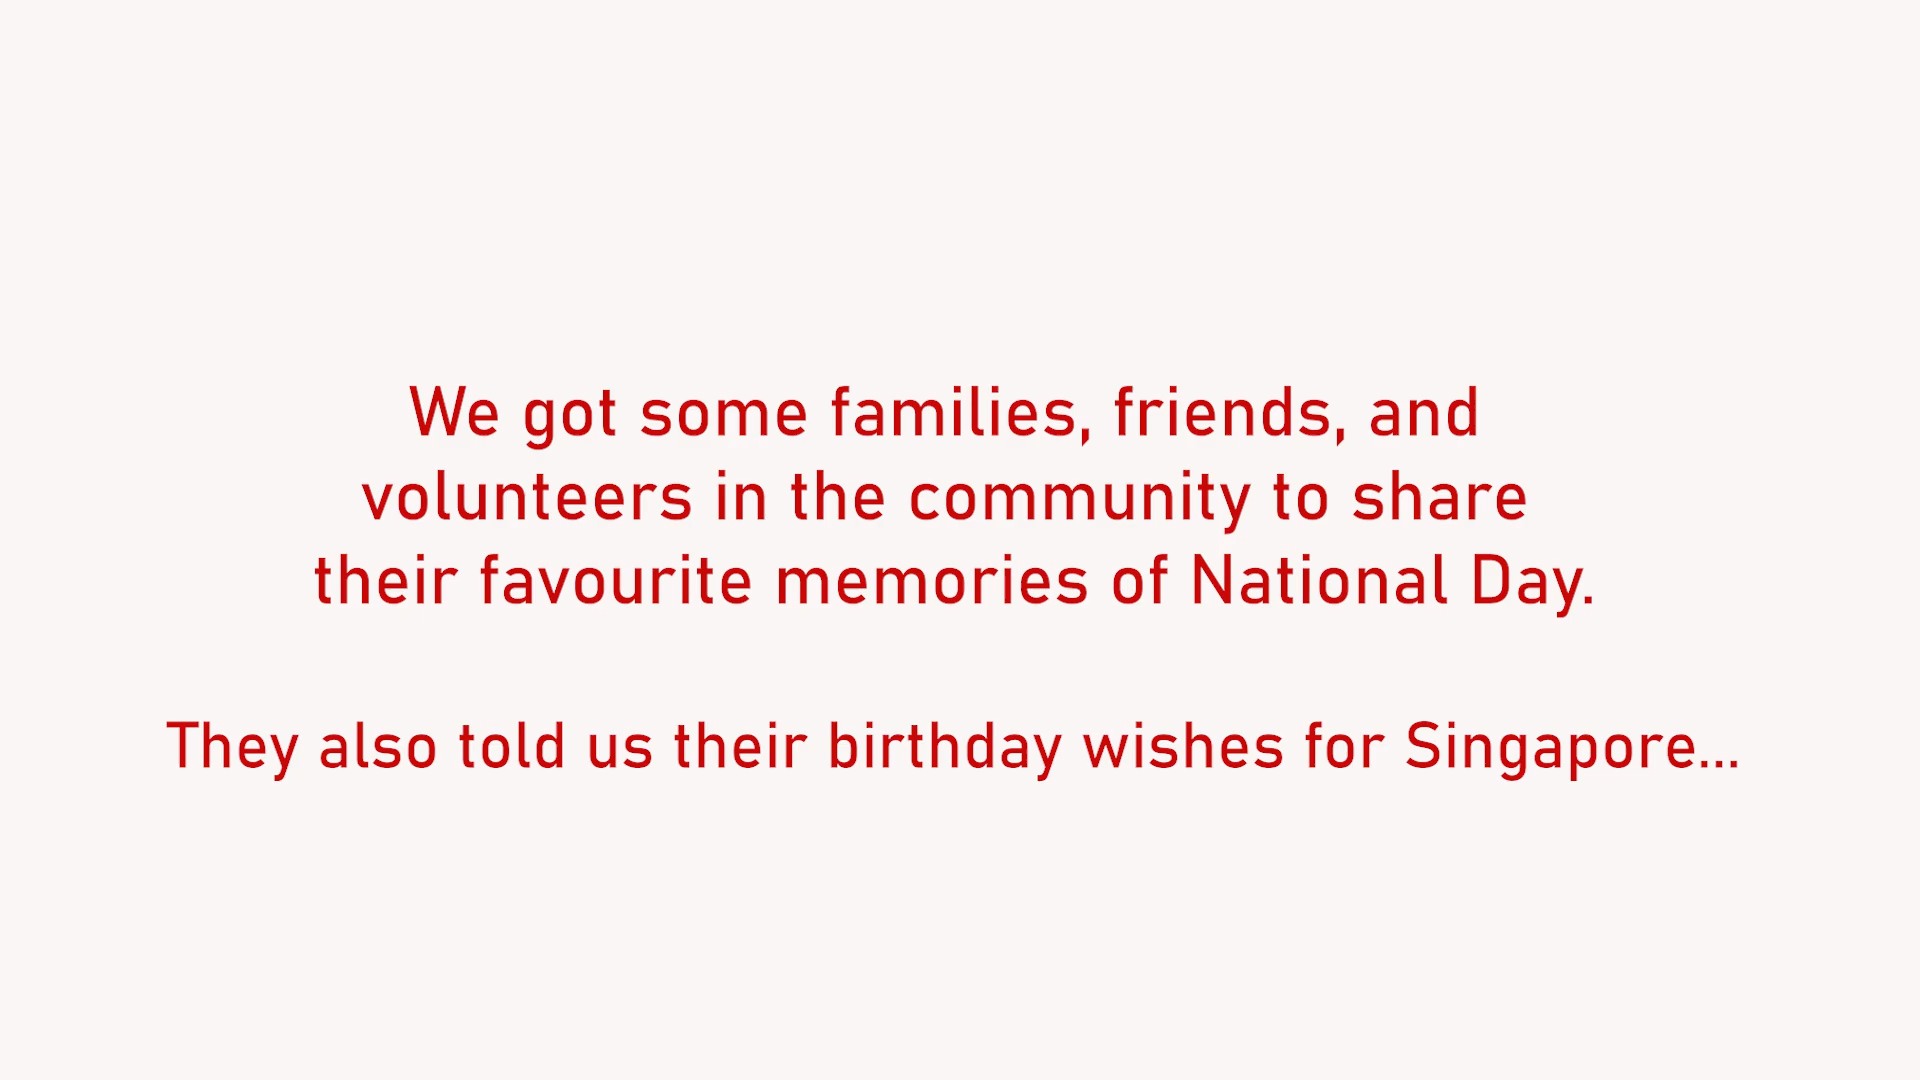 We got some families, friends, and
volunteers in the community to share
their favourite memories of National Day.
They also told us their birthday wishes for Singapore...